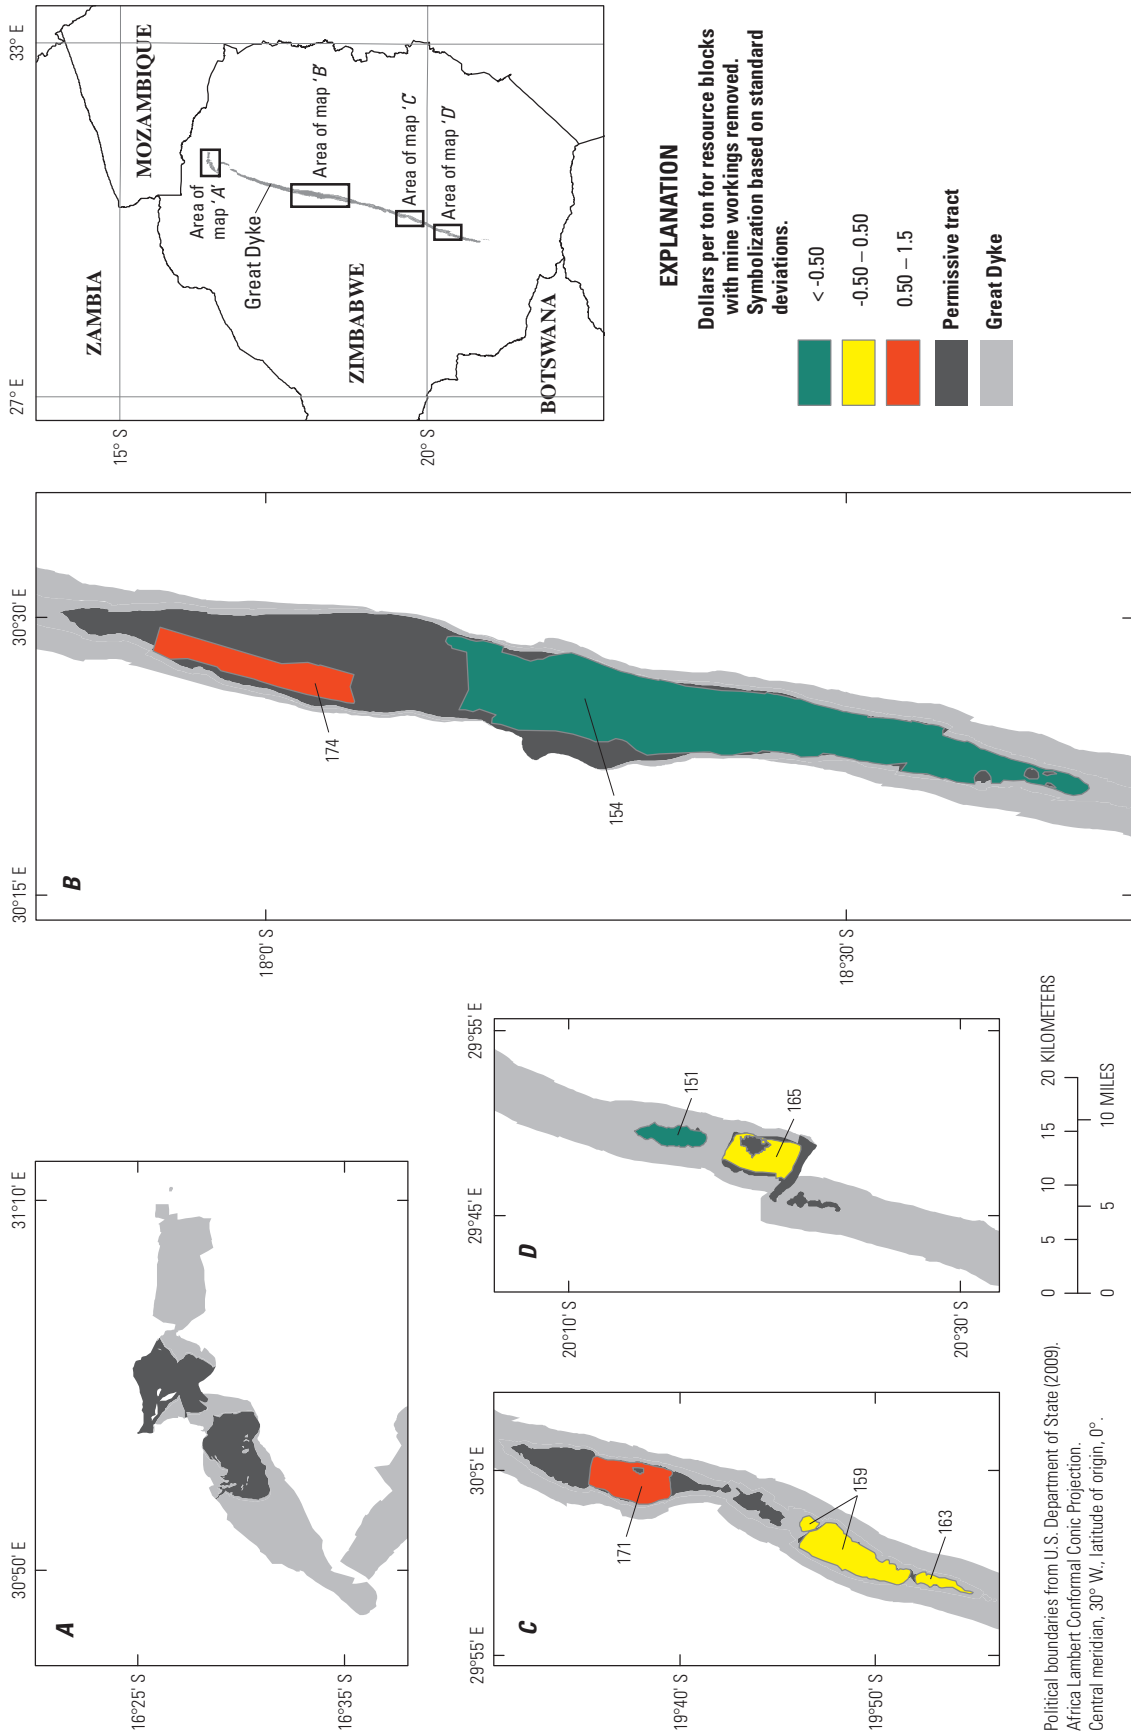 A
30°50' E
31°10' E
16°25' S
16°35' S
B
30°15' E
30°30' E
18°0' S
18°30' S
174
154
27° E
33° E
15° S
20° S
ZAMBIA
MOZAMBIQUE
ZIMBABWE
BOTSWANA
Area of
map ‘A’
Great Dyke
Area of map ‘B’
Area of map ‘C’
Area of map ‘D’
C
29°55' E
30°5' E
19°40' S
19°50' S
171
159
163
D
29°45' E
29°55' E
20°10' S
20°30' S
151
165
EXPLANATION
Dollars per ton for resource blocks
with mine workings removed.
Symbolization based on standard
deviations.
< -0.50
-0.50 – 0.50
0.50 – 1.5
Permissive tract
Great Dyke
Political boundaries from U.S. Department of State (2009).
Africa Lambert Conformal Conic Projection.
Central meridian, 30° W., latitude of origin, 0°.
0 5 10 15 20 KILOMETERS
0 5 10 MILES